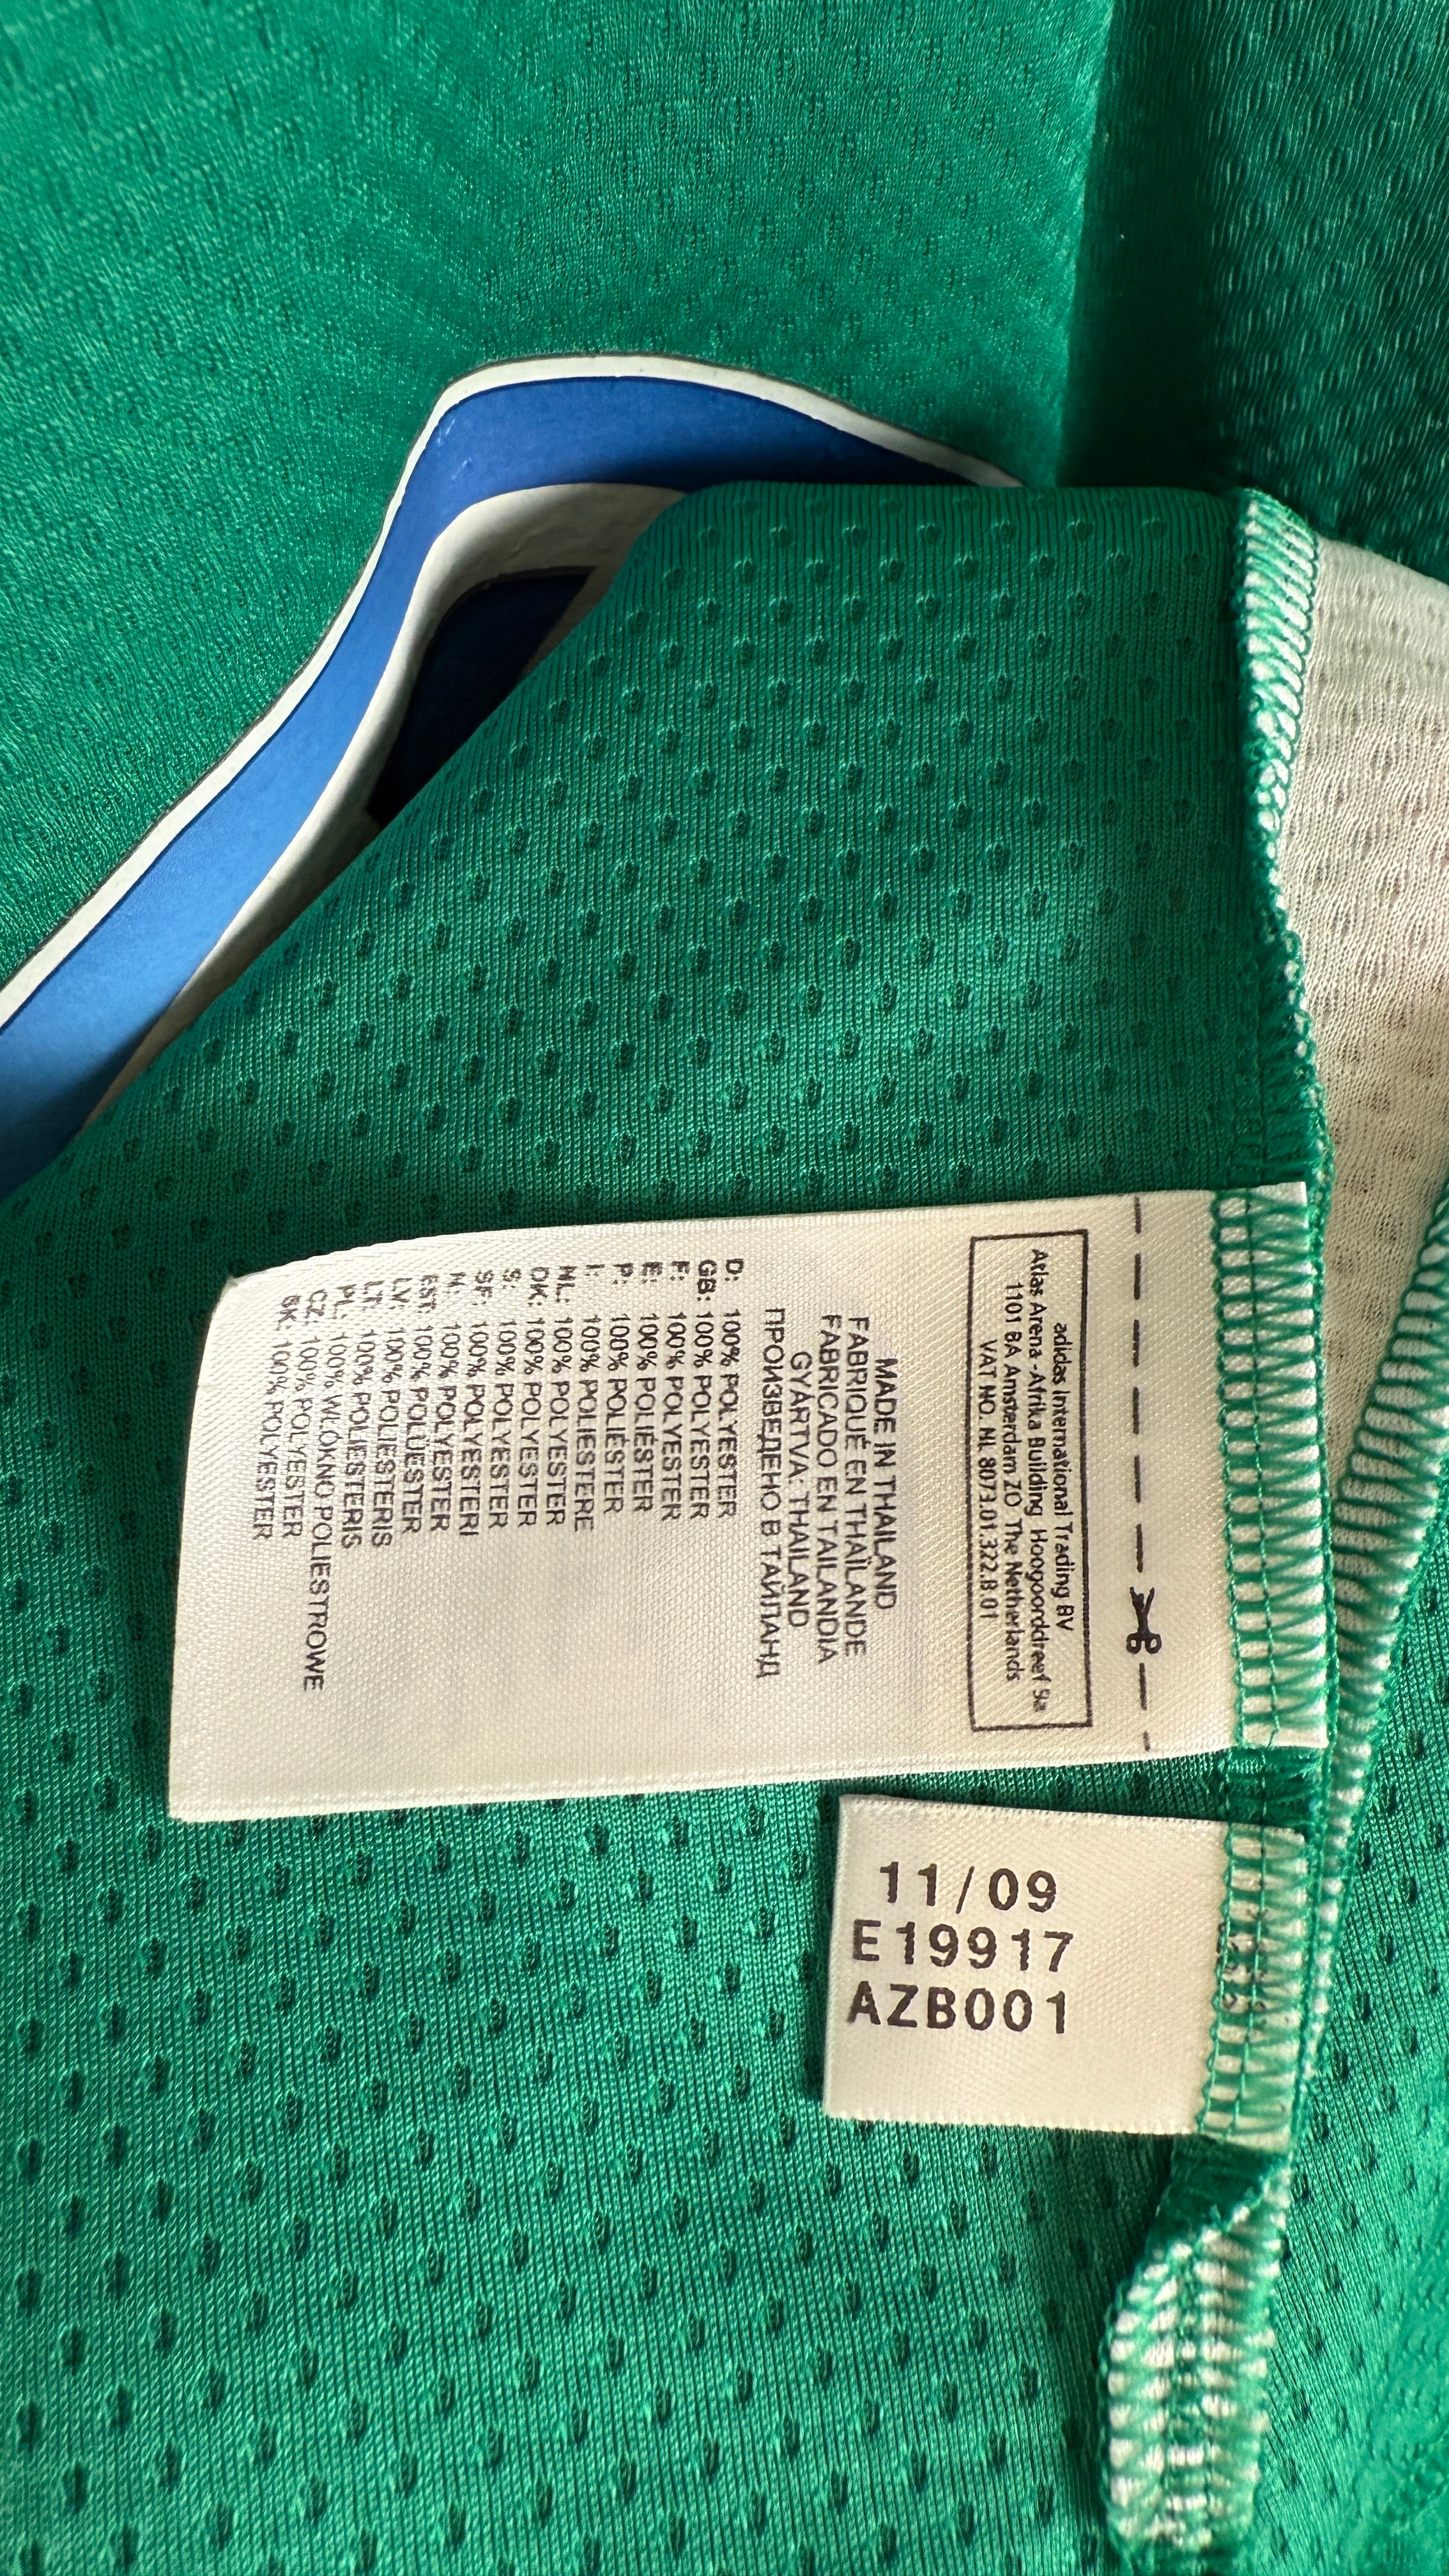 adidas International Trading BV
Atlas Arena -Afrika Building Hoogoorddreef 9a
1101 BA Amsterdam ZO The Netherlands
VAT NO. NL 8073.01.322.B.01
MADE IN THAILAND
FABRIQUÉ EN THAÏLANDE
FABRICADO EN TAILANDIA
GYÁRTVA: THAILAND
ПРОИЗВЕДЕНО В ТАЙЛАНД
D: 100% POLYESTER
GB: 100% POLYESTER
F: 100% POLYESTER
E: 100% POLIÉSTER
P: 100% POLIÉSTER
I: 100% POLIESTERE
NL: 100% POLYESTER
DK: 100% POLYESTER
S: 100% POLYESTER
SF: 100% POLYESTERI
N: 100% POLYESTER
EST: 100% POLÜESTER
LV: 100% POLIESTERIS
LT: 100% POLIESTERIS
PL: 100% WŁÓKNO POLIESTROWE
CZ: 100% POLYESTER
SK: 100% POLYESTER
11/09
E19917
AZB001